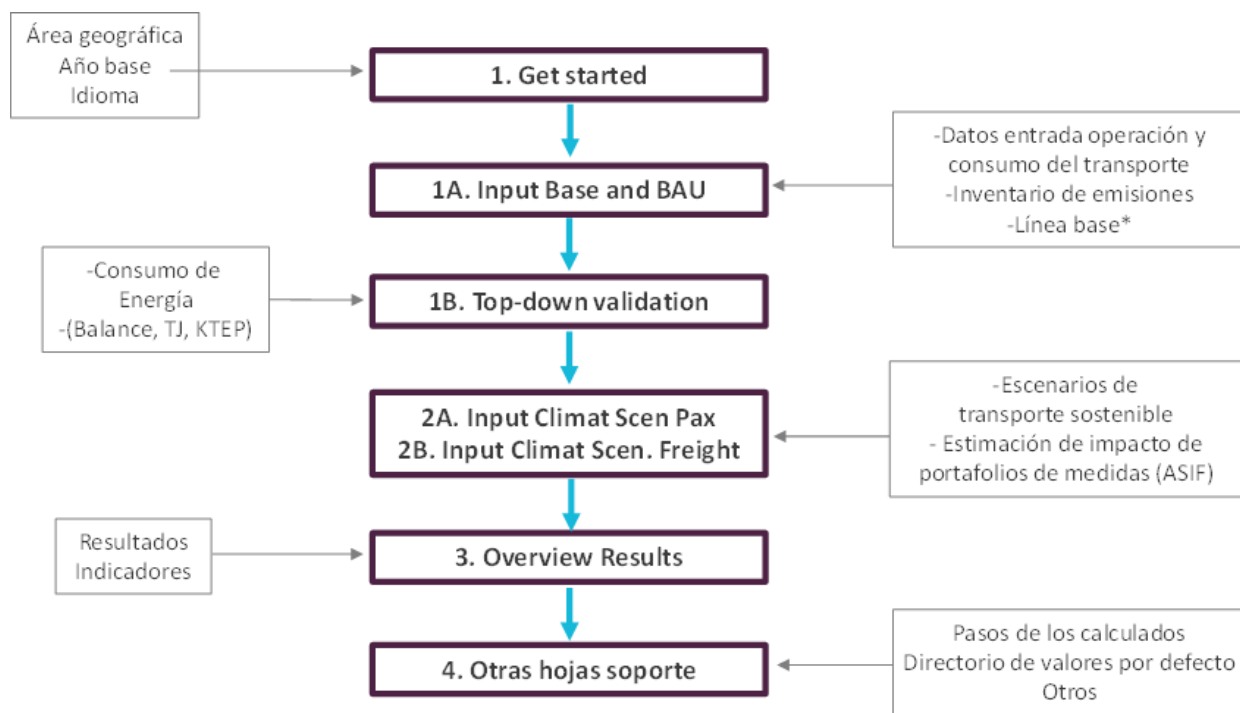 Área geográfica
Año base
Idioma
1. Get started
1A. Input Base and BAU
-Datos entrada operación y
consumo del transporte
-Inventario de emisiones
-Línea base*
-Consumo de
Energía
-(Balance, TJ, KTEP)
1B. Top-down validation
2A. Input Climat Scen Pax
2B. Input Climat Scen. Freight
-Escenarios de
transporte sostenible
- Estimación de impacto de
portafolios de medidas (ASIF)
Resultados
Indicadores
3. Overview Results
4. Otras hojas soporte
Pasos de los calculados
Directorio de valores por defecto
Otros